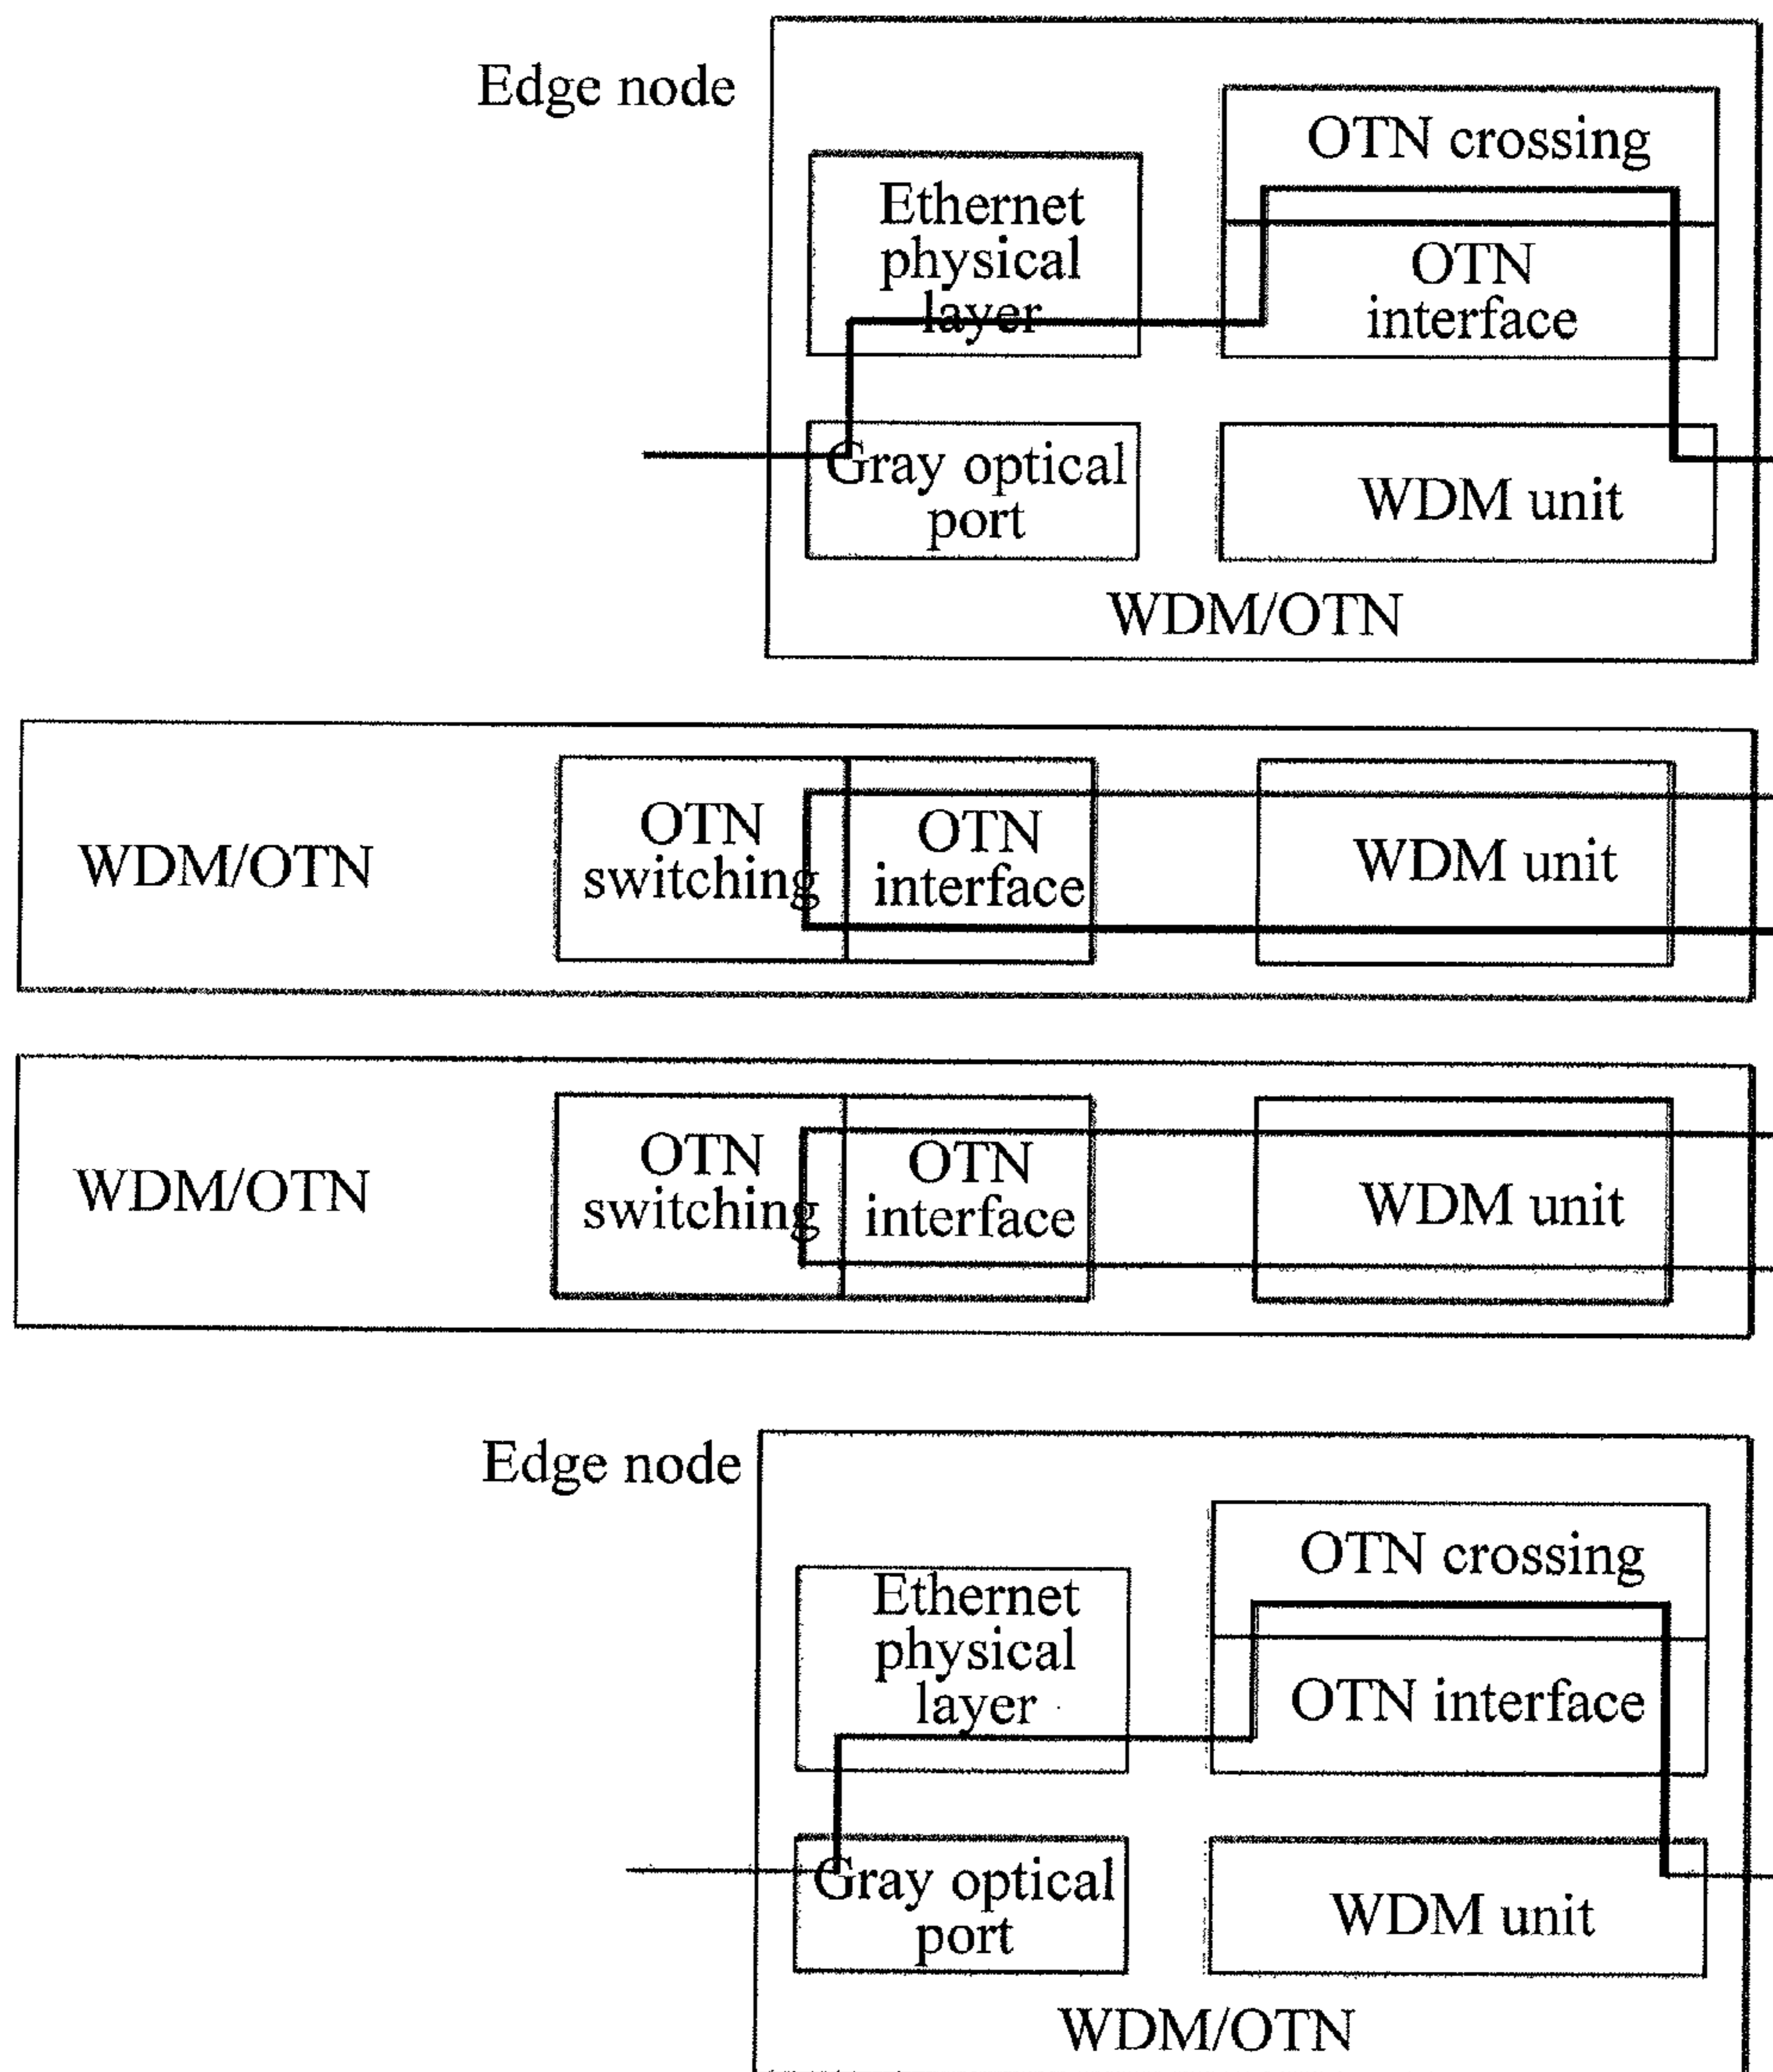 Edge node
OTN crossing
Ethernet
physical
layer
OTN
interface
Gray optical
port
WDM unit
WDM/OTN
WDM/OTN
OTN
switching
OTN
interface
WDM unit
WDM/OTN
OTN
switching
OTN
interface
WDM unit
Edge node
OTN crossing
Ethernet
physical
layer
OTN interface
Gray optical
port
WDM unit
WDM/OTN